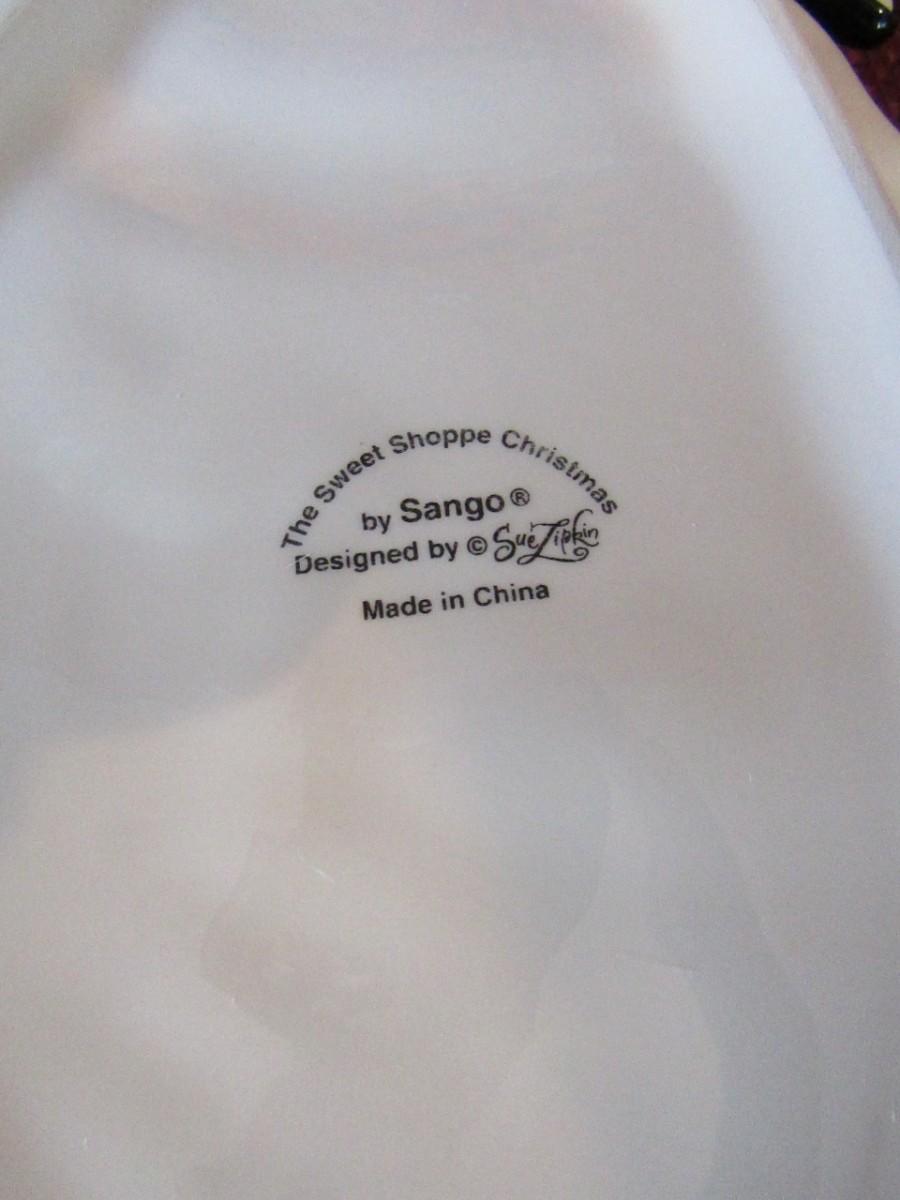 The Sweet Shoppe Christmas
by Sango®
Designed by © Sue Zipkin
Made in China